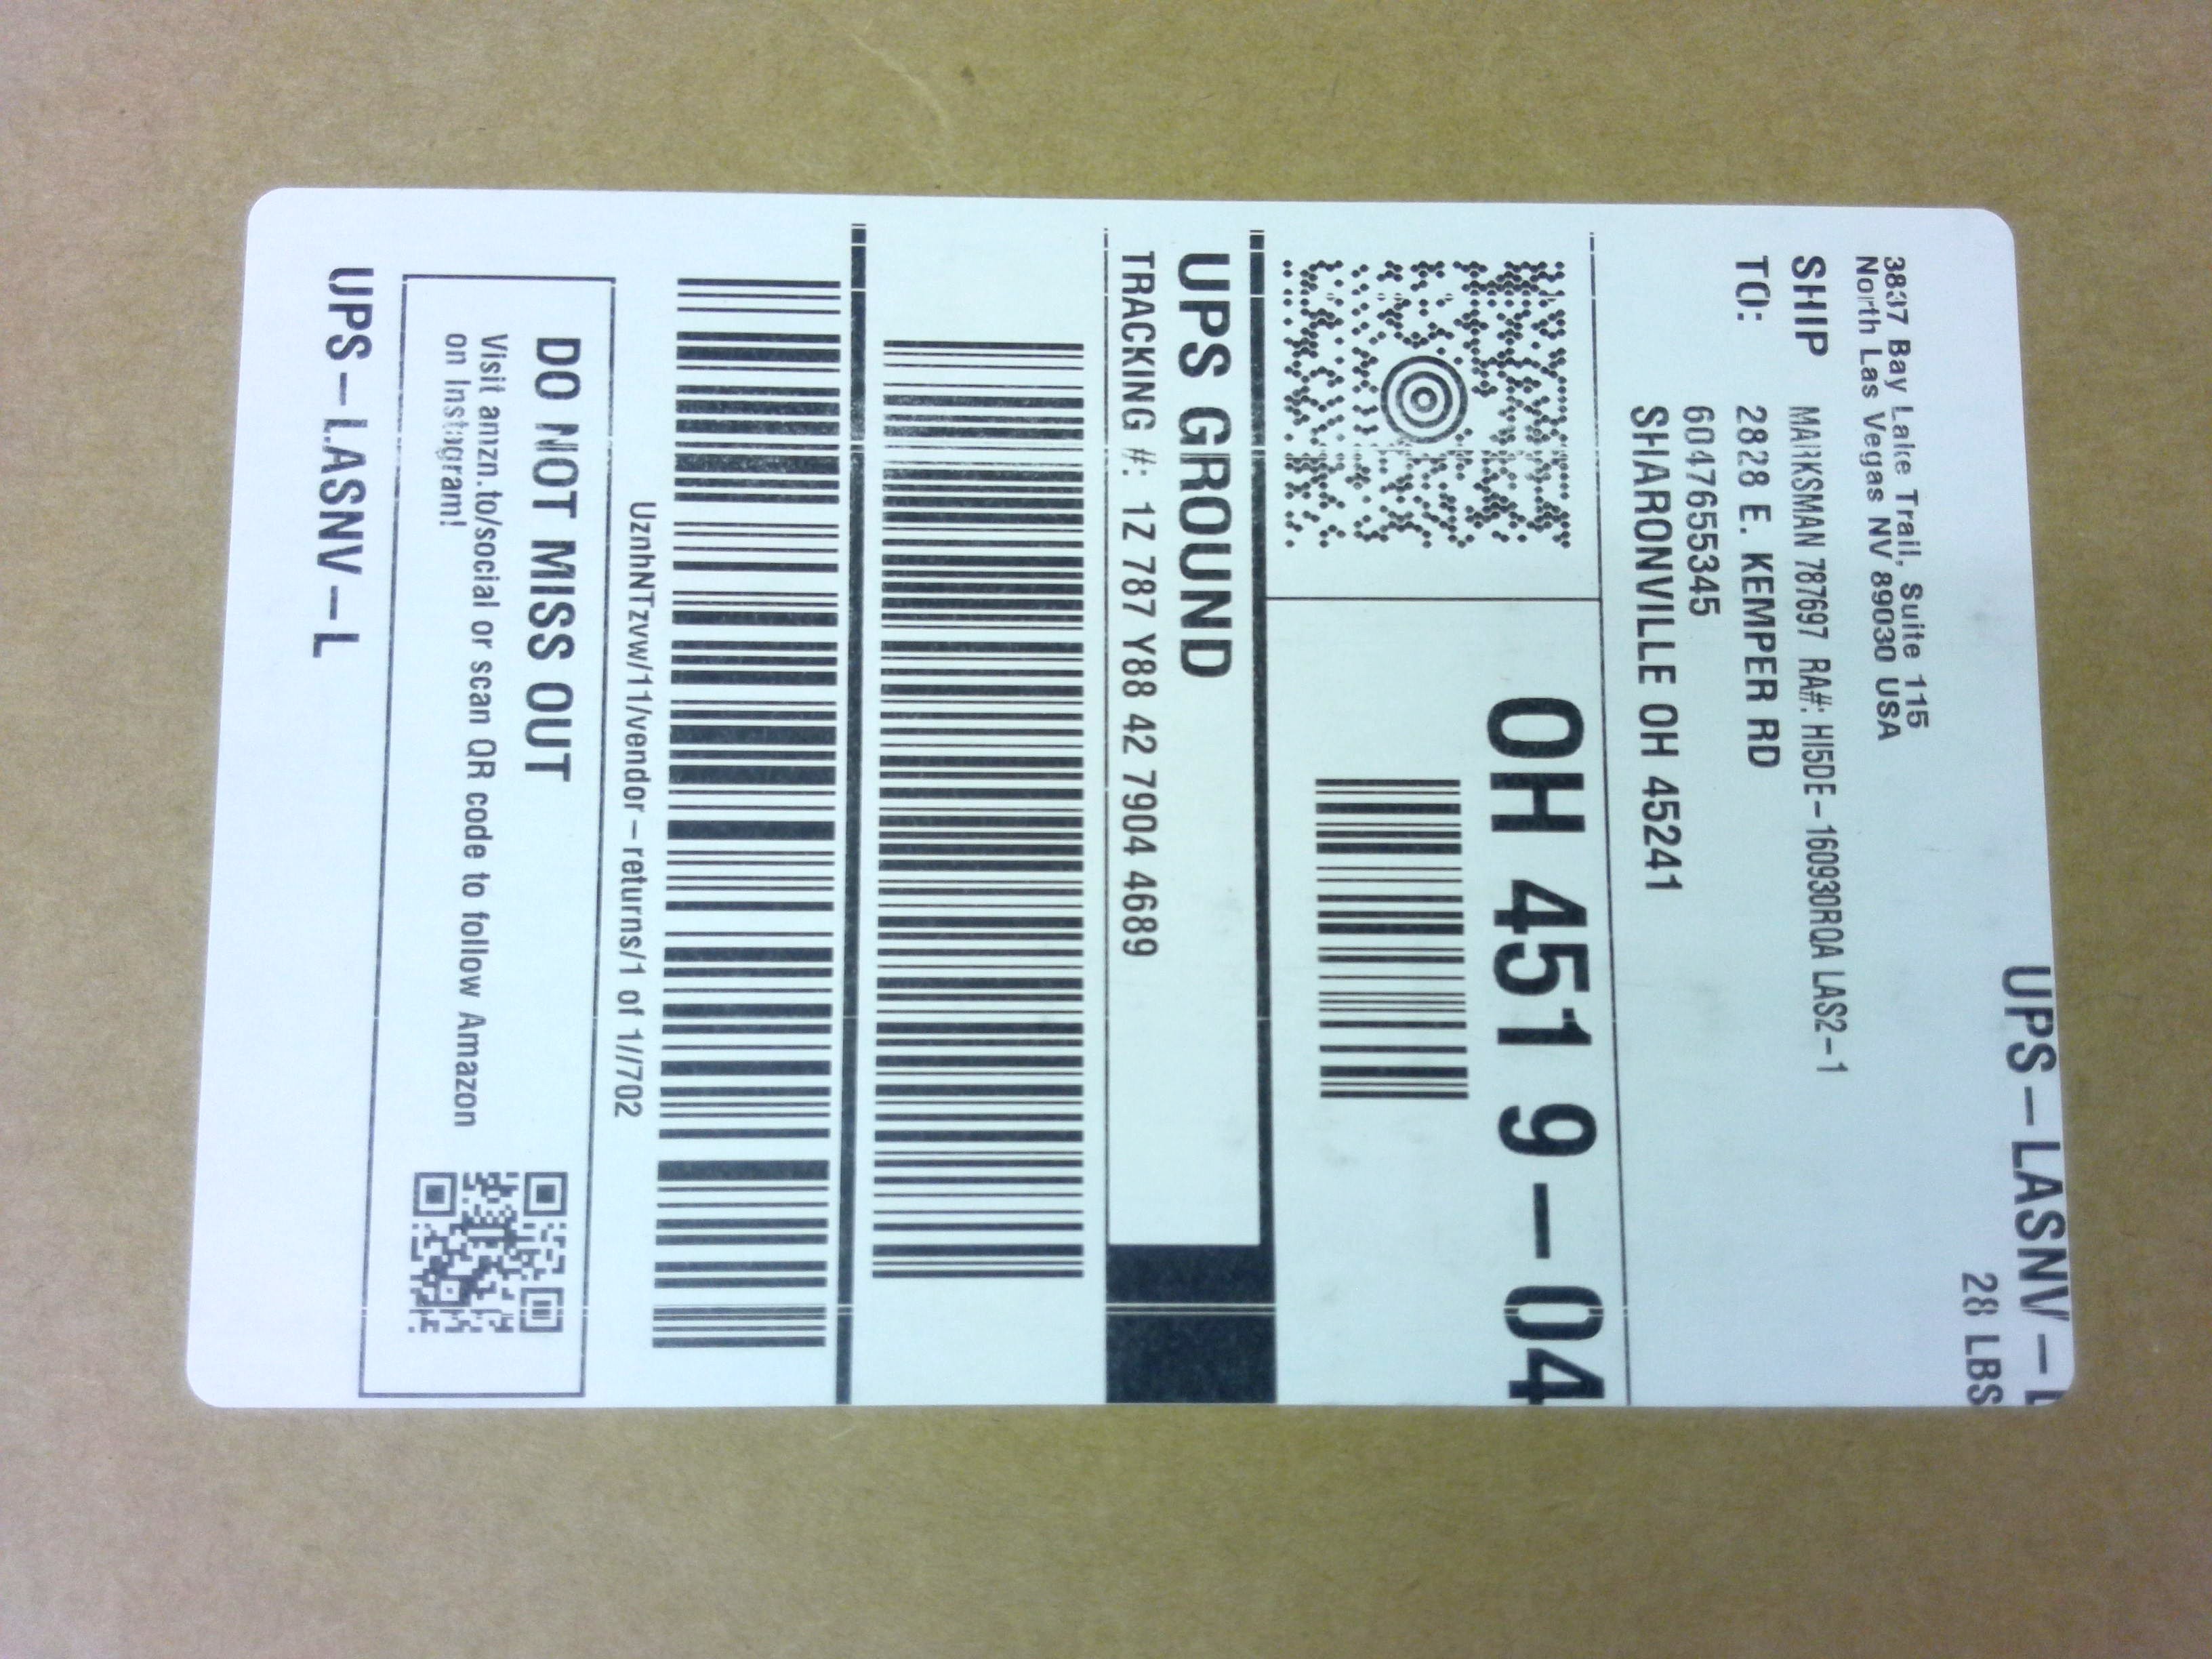 UPS-LASNV-L
28 LBS
3837 Bay Lake Trail, Suite 115
North Las Vegas NV 89030 USA
SHIP
TO:
MARKSMAN 787697 RA#: HI5DE-16093ORQA LAS2-1
2828 E. KEMPER RD
6047655345
SHARONVILLE OH 45241
OH 451 9-04
UPS GROUND
TRACKING #: 1Z 787 Y88 42 7904 4689
UznhNTzvw/11/vendor-returns/1 of 1//702
DO NOT MISS OUT
Visit amzn.to/social or scan QR code to follow Amazon
on Instagram!
UPS-LASNV-L